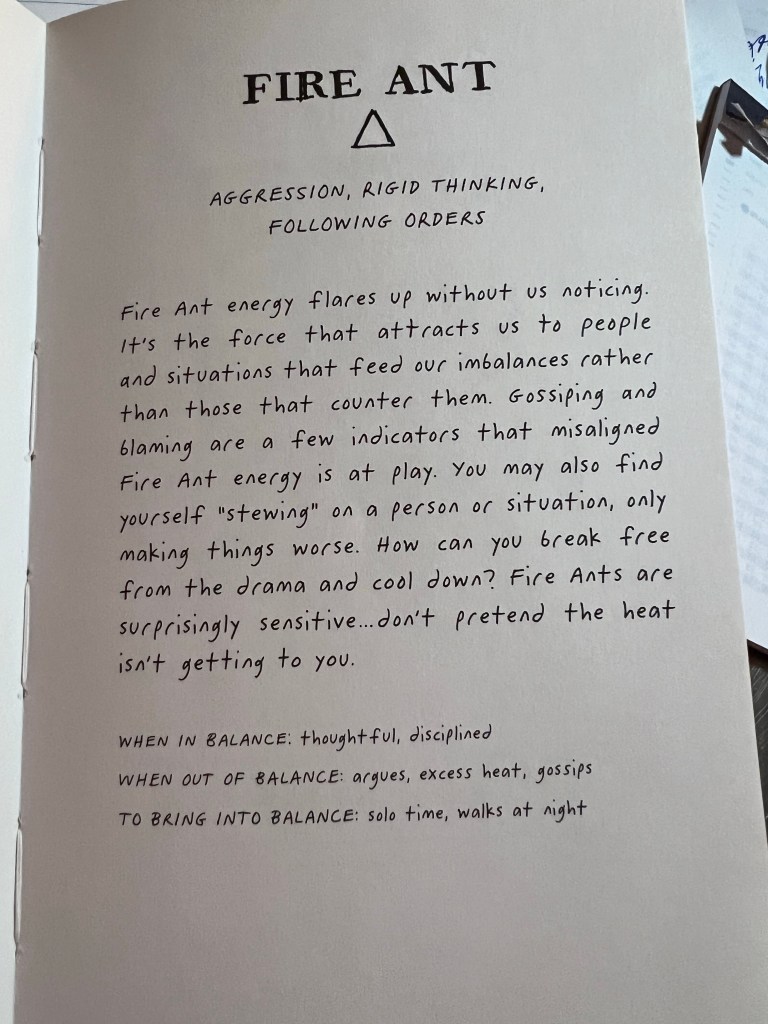 FIRE ANT
AGGRESSION, RIGID THINKING,
FOLLOWING ORDERS
Fire Ant energy flares up without us noticing.
It's the force that attracts us to people
and situations that feed our imbalances rather
than those that counter them. Gossiping and
blaming are a few indicators that misaligned
Fire Ant energy is at play. You may also find
yourself "stewing" on a person or situation, only
making things worse. How can you break free
from the drama and cool down? Fire Ants are
surprisingly sensitive...don't pretend the heat
isn't getting to you.
WHEN IN BALANCE: thoughtful, disciplined
WHEN OUT OF BALANCE: argues, excess heat, gossips
TO BRING INTO BALANCE: solo time, walks at night